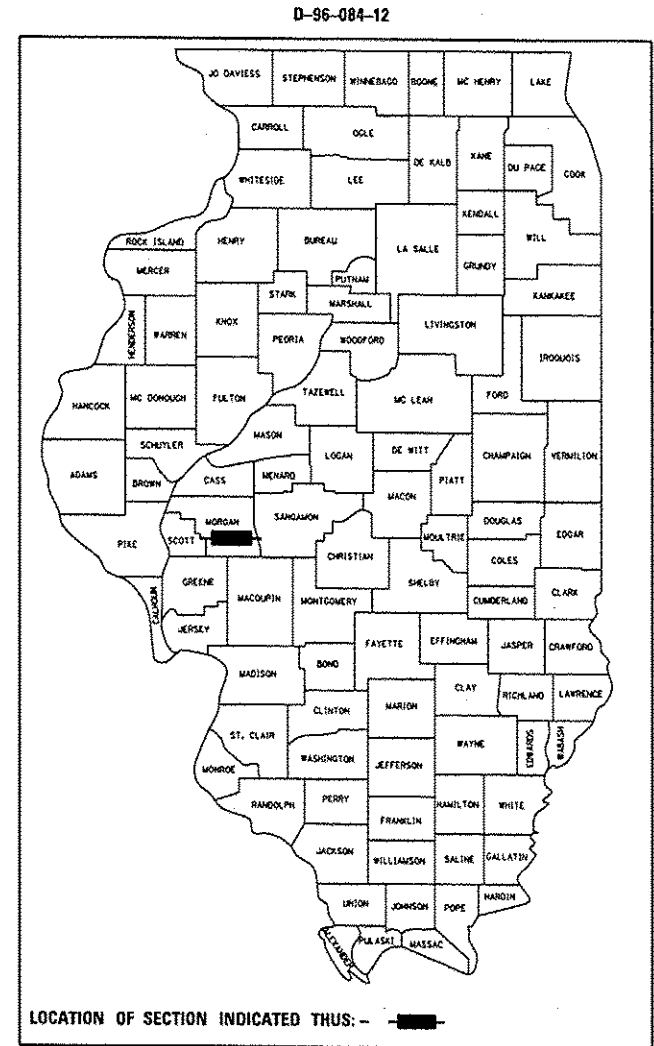 D-96-084-12
JO DAVIESS STEPHENSON WINNEBAGO BOONE MC HENRY LAKE
CARROLL OGLE
DE KALB KANE DU PAGE COOK
WHITESIDE LEE
KENDALL
ROCK ISLAND HENRY BUREAU LA SALLE WILL
MERCER PUTNAM GRUNDY
STARK MARSHALL KANKAKEE
HENDERSON WARREN KNOX PEORIA WOODFORD LIVINGSTON IROQUOIS
HANCOCK MC DONOUGH FULTON TAZEWELL MC LEAN FORD
MASON
SCHUYLER LOGAN DE WITT CHAMPAIGN VERMILION
ADAMS BROWN CASS MENARD PIATT
MACON
PIKE SCOTT MORGAN SANGAMON MOULTRIE DOUGLAS EDGAR
CHRISTIAN COLES
GREENE MACOUPIN MONTGOMERY SHELBY CUMBERLAND CLARK
CALHOUN JERSEY
FAYETTE EFFINGHAM JASPER CRAWFORD
MADISON BOND
CLAY RICHLAND LAWRENCE
CLINTON MARION
ST. CLAIR WAYNE EDWARDS WABASH
WASHINGTON JEFFERSON
MONROE
RANDOLPH PERRY HAMILTON WHITE
FRANKLIN
JACKSON WILLIAMSON SALINE GALLATIN
UNION JOHNSON POPE HARDIN
ALEXANDER PULASKI MASSAC
LOCATION OF SECTION INDICATED THUS: -